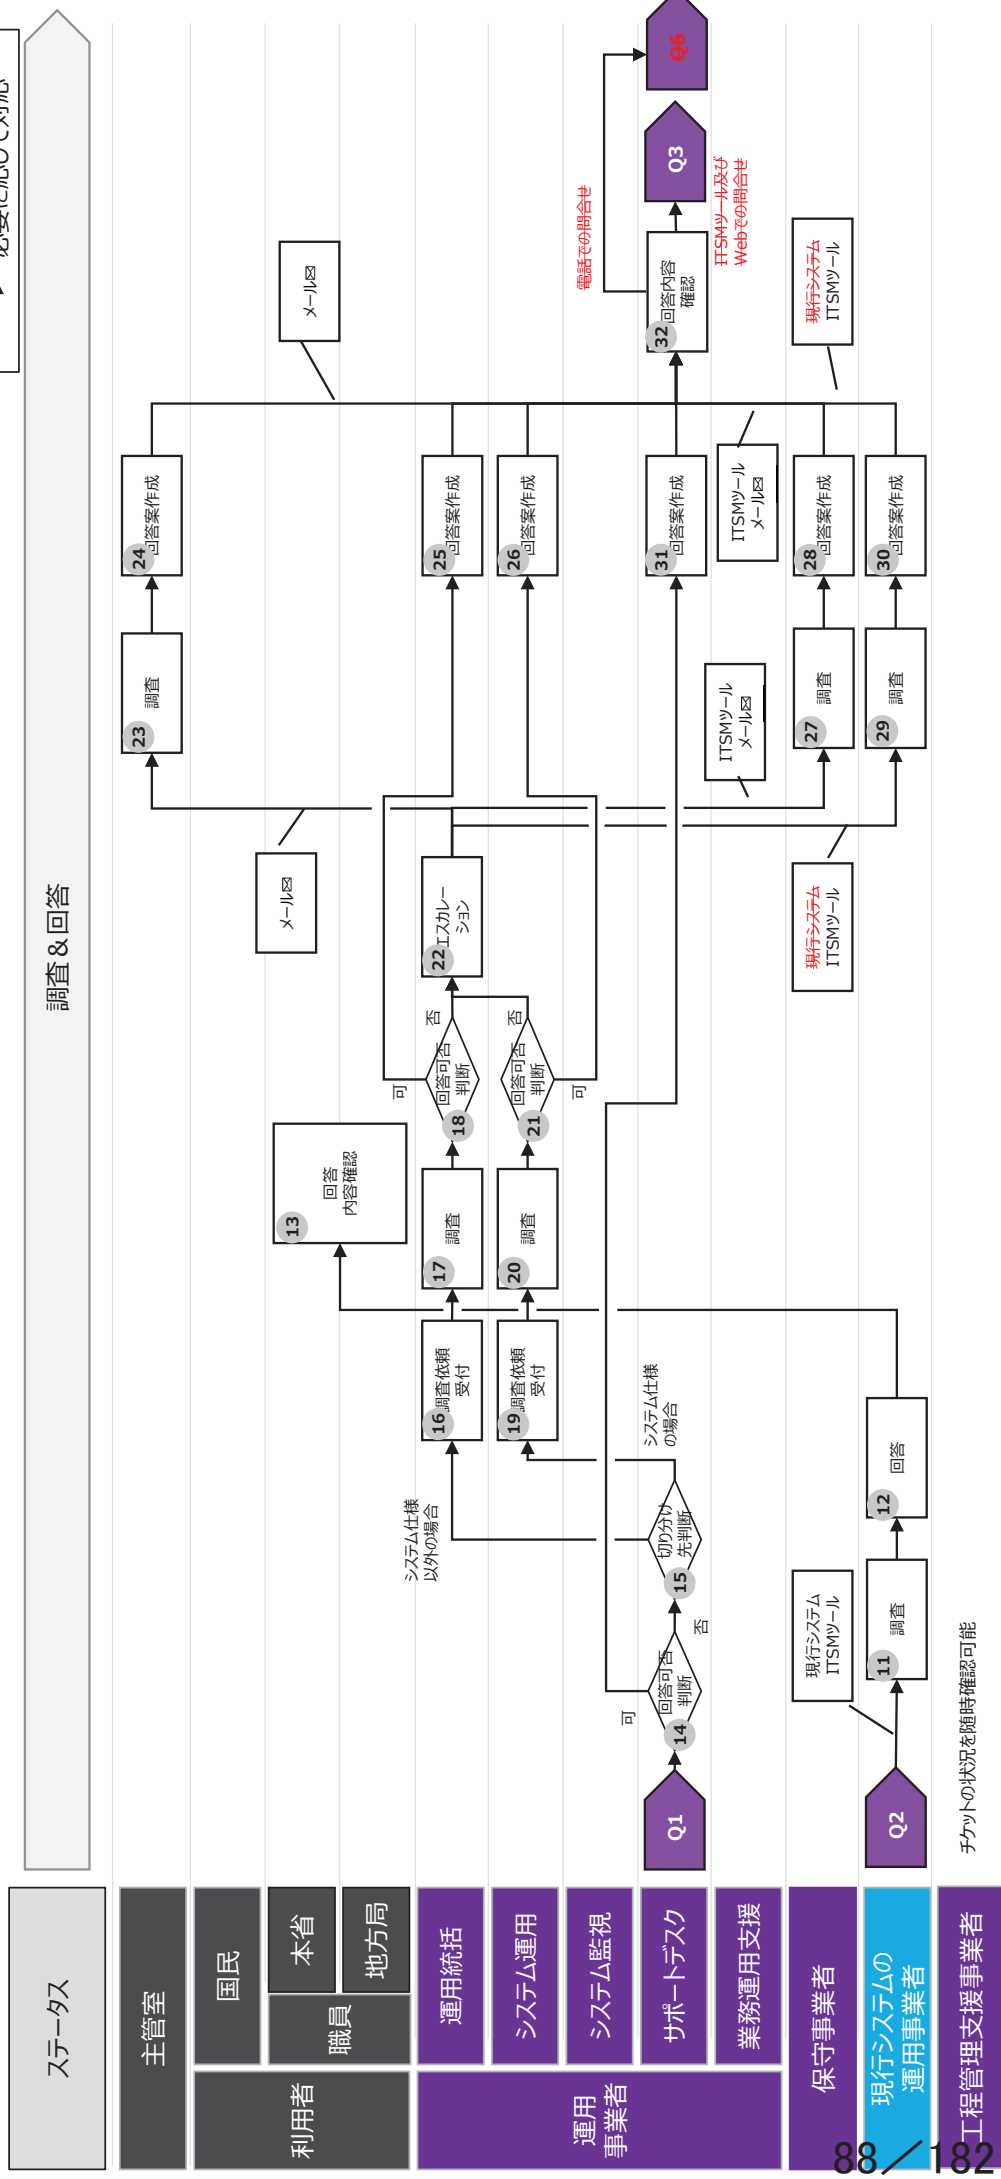 必要に応じて対応
ステータス
調査＆回答
主管室
利用者
国民
職員
本省
地方局
運用
事業者
運用統括
システム運用
システム監視
サポートデスク
業務運用支援
保守事業者
現行システムの
運用事業者
工程管理支援事業者
Q1
Q2
チケットの状況を随時確認可能
現行システム
ITSMツール
11
調査
12
回答
13
回答
内容確認
14
回答可否
判断
可
否
15
切り分け
先判断
システム仕様
以外の場合
システム仕様
の場合
16
調査依頼
受付
17
調査
18
回答可否
判断
可
否
19
調査依頼
受付
20
調査
21
回答可否
判断
可
否
22
エスカレー
ション
メール
現行システム
ITSMツール
ITSMツール
メール
23
調査
24
回答案作成
25
回答案作成
26
回答案作成
27
調査
28
回答案作成
29
調査
30
回答案作成
31
回答案作成
メール
ITSMツール
メール
現行システム
ITSMツール
32
回答内容
確認
電話での問合せ
ITSMツール及び
Webでの問合せ
Q3
Q6
88／182